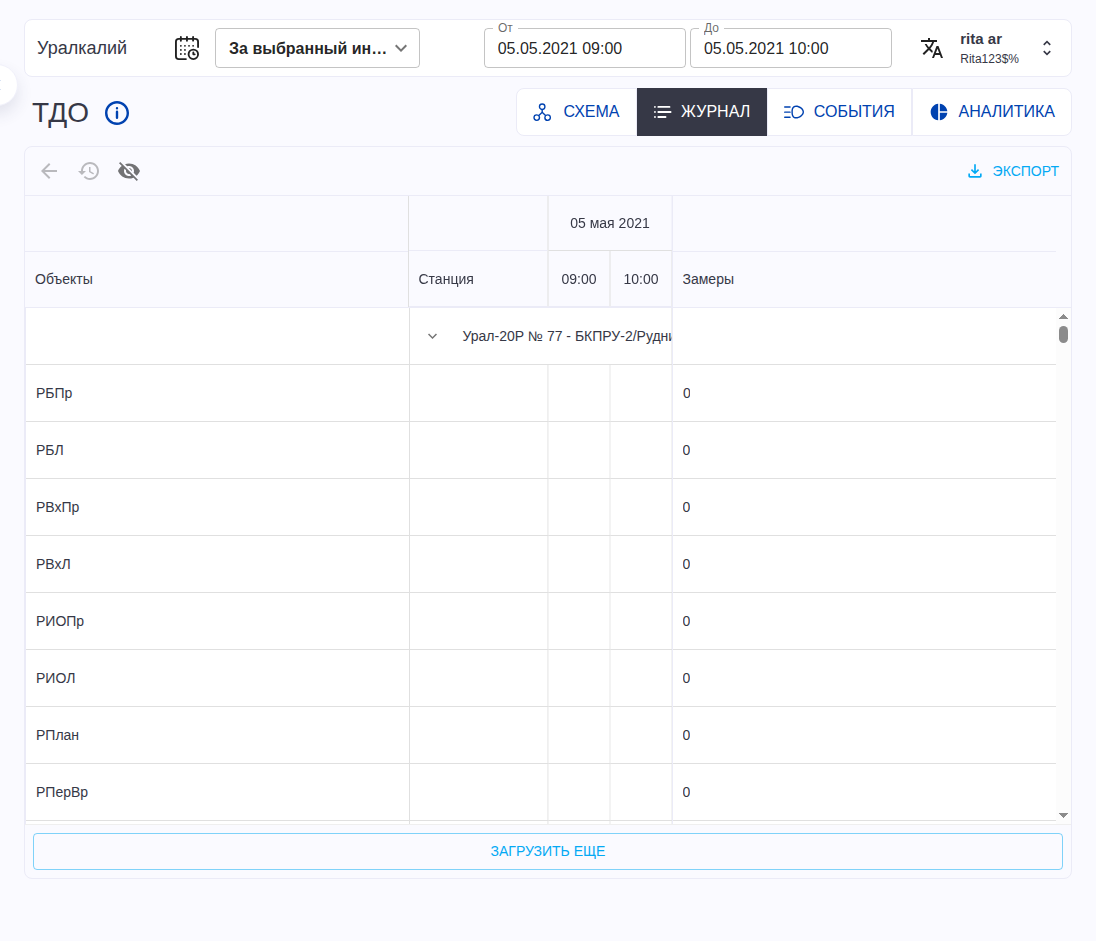 Уралкалий
За выбранный ин…
От
05.05.2021 09:00
До
05.05.2021 10:00
rita ar
Rita123$%
ТДО
СХЕМА
ЖУРНАЛ
СОБЫТИЯ
АНАЛИТИКА
ЭКСПОРТ
05 мая 2021
Объекты
Станция
09:00
10:00
Замеры
Урал-20Р № 77 - БКПРУ-2/Рудни
РБПр
0
РБЛ
0
РВхПр
0
РВхЛ
0
РИОПр
0
РИОЛ
0
РПлан
0
РПерВр
0
ЗАГРУЗИТЬ ЕЩЕ